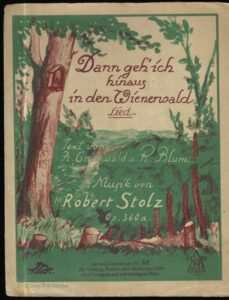 Dann geh' ich
hinaus
in den Wienerwald
Lied
Text von
A. Grünwald u. R. Blum.
Musik von
Robert Stolz
Op. 360a.